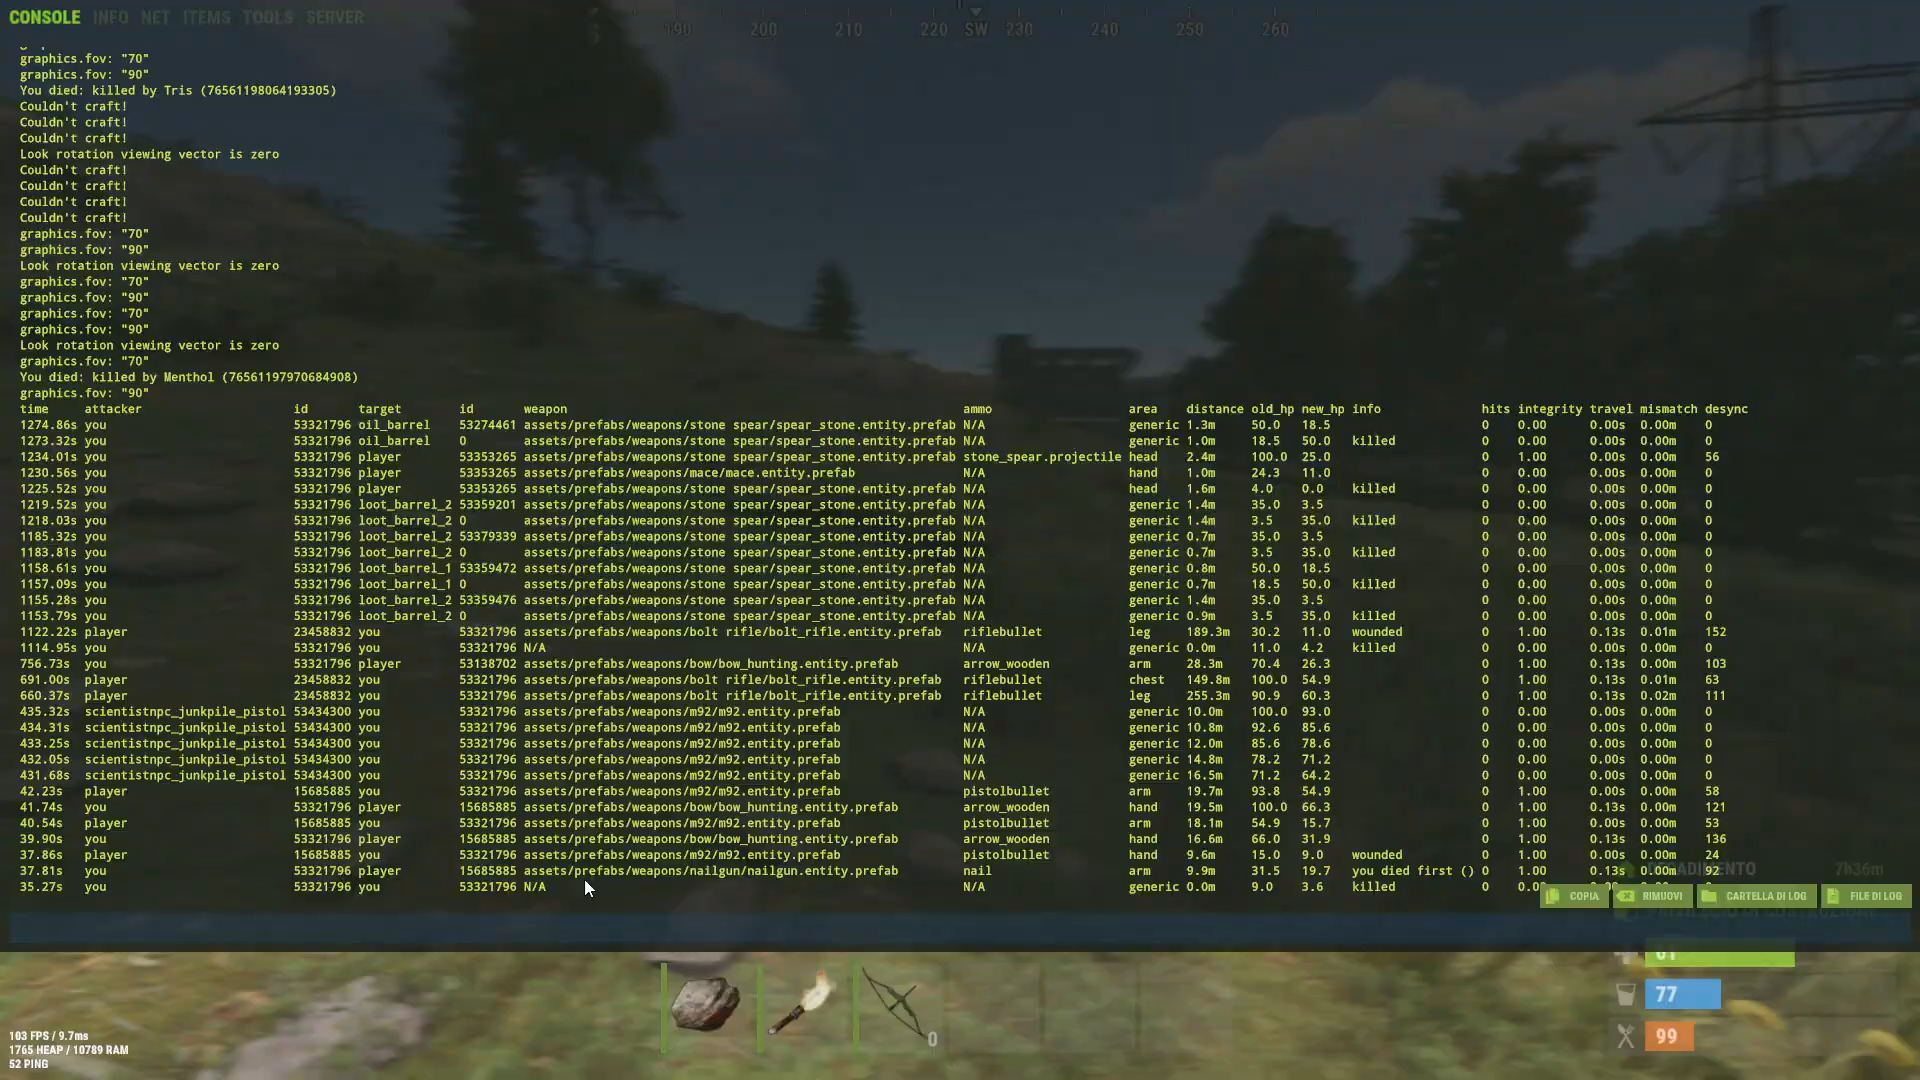 CONSOLE INFO NET ITEMS TOOLS SERVER
190 200 210 220 SW 230 240 250 260
graphics.fov: "70"
graphics.fov: "90"
You died: killed by Tris (76561198064193305)
Couldn't craft!
Couldn't craft!
Couldn't craft!
Look rotation viewing vector is zero
Couldn't craft!
Couldn't craft!
Couldn't craft!
Couldn't craft!
graphics.fov: "70"
graphics.fov: "90"
Look rotation viewing vector is zero
graphics.fov: "70"
graphics.fov: "90"
graphics.fov: "70"
graphics.fov: "90"
Look rotation viewing vector is zero
graphics.fov: "70"
You died: killed by Menthol (76561197970684908)
graphics.fov: "90"
time attacker id target id weapon ammo area distance old_hp new_hp info hits integrity travel mismatch desync
1274.86s you 53321796 oil_barrel 53274461 assets/prefabs/weapons/stone spear/spear_stone.entity.prefab N/A generic 1.3m 50.0 18.5 0 0.00 0.00s 0.00m 0
1273.32s you 53321796 oil_barrel 0 assets/prefabs/weapons/stone spear/spear_stone.entity.prefab N/A generic 1.0m 18.5 50.0 killed 0 0.00 0.00s 0.00m 0
1234.01s you 53321796 player 53353265 assets/prefabs/weapons/stone spear/spear_stone.entity.prefab stone_spear.projectile head 2.4m 100.0 25.0 0 1.00 0.00s 0.00m 56
1230.56s you 53321796 player 53353265 assets/prefabs/weapons/mace/mace.entity.prefab N/A hand 1.0m 24.3 11.0 0 0.00 0.00s 0.00m 0
1225.52s you 53321796 player 53353265 assets/prefabs/weapons/stone spear/spear_stone.entity.prefab N/A head 1.6m 4.0 0.0 killed 0 0.00 0.00s 0.00m 0
1219.52s you 53321796 loot_barrel_2 53359201 assets/prefabs/weapons/stone spear/spear_stone.entity.prefab N/A generic 1.4m 35.0 3.5 0 0.00 0.00s 0.00m 0
1218.03s you 53321796 loot_barrel_2 0 assets/prefabs/weapons/stone spear/spear_stone.entity.prefab N/A generic 1.4m 3.5 35.0 killed 0 0.00 0.00s 0.00m 0
1185.32s you 53321796 loot_barrel_2 53379339 assets/prefabs/weapons/stone spear/spear_stone.entity.prefab N/A generic 0.7m 35.0 3.5 0 0.00 0.00s 0.00m 0
1183.81s you 53321796 loot_barrel_2 0 assets/prefabs/weapons/stone spear/spear_stone.entity.prefab N/A generic 0.7m 3.5 35.0 killed 0 0.00 0.00s 0.00m 0
1158.61s you 53321796 loot_barrel_1 53359472 assets/prefabs/weapons/stone spear/spear_stone.entity.prefab N/A generic 0.8m 50.0 18.5 0 0.00 0.00s 0.00m 0
1157.09s you 53321796 loot_barrel_1 0 assets/prefabs/weapons/stone spear/spear_stone.entity.prefab N/A generic 0.7m 18.5 50.0 killed 0 0.00 0.00s 0.00m 0
1155.28s you 53321796 loot_barrel_2 53359476 assets/prefabs/weapons/stone spear/spear_stone.entity.prefab N/A generic 1.4m 35.0 3.5 0 0.00 0.00s 0.00m 0
1153.79s you 53321796 loot_barrel_2 0 assets/prefabs/weapons/stone spear/spear_stone.entity.prefab N/A generic 0.9m 3.5 35.0 killed 0 0.00 0.00s 0.00m 0
1122.22s player 23458832 you 53321796 assets/prefabs/weapons/bolt rifle/bolt_rifle.entity.prefab riflebullet leg 189.3m 30.2 11.0 wounded 0 1.00 0.13s 0.01m 152
1114.95s you 53321796 you 53321796 N/A N/A generic 0.0m 11.0 4.2 killed 0 0.00 0.00s 0.00m 0
756.73s you 53321796 player 53138702 assets/prefabs/weapons/bow/bow_hunting.entity.prefab arrow_wooden arm 28.3m 70.4 26.3 0 1.00 0.13s 0.00m 103
691.00s player 23458832 you 53321796 assets/prefabs/weapons/bolt rifle/bolt_rifle.entity.prefab riflebullet chest 149.8m 100.0 54.9 0 1.00 0.13s 0.01m 63
660.37s player 23458832 you 53321796 assets/prefabs/weapons/bolt rifle/bolt_rifle.entity.prefab riflebullet leg 255.3m 90.9 60.3 0 1.00 0.13s 0.02m 111
435.32s scientistnpc_junkpile_pistol 53434300 you 53321796 assets/prefabs/weapons/m92/m92.entity.prefab N/A generic 10.0m 100.0 93.0 0 0.00 0.00s 0.00m 0
434.31s scientistnpc_junkpile_pistol 53434300 you 53321796 assets/prefabs/weapons/m92/m92.entity.prefab N/A generic 10.8m 92.6 85.6 0 0.00 0.00s 0.00m 0
433.25s scientistnpc_junkpile_pistol 53434300 you 53321796 assets/prefabs/weapons/m92/m92.entity.prefab N/A generic 12.0m 85.6 78.6 0 0.00 0.00s 0.00m 0
432.05s scientistnpc_junkpile_pistol 53434300 you 53321796 assets/prefabs/weapons/m92/m92.entity.prefab N/A generic 14.8m 78.2 71.2 0 0.00 0.00s 0.00m 0
431.68s scientistnpc_junkpile_pistol 53434300 you 53321796 assets/prefabs/weapons/m92/m92.entity.prefab N/A generic 16.5m 71.2 64.2 0 0.00 0.00s 0.00m 0
42.23s player 15685885 you 53321796 assets/prefabs/weapons/m92/m92.entity.prefab pistolbullet arm 19.7m 93.8 54.9 0 1.00 0.00s 0.00m 58
41.74s you 53321796 player 15685885 assets/prefabs/weapons/bow/bow_hunting.entity.prefab arrow_wooden hand 19.5m 100.0 66.3 0 1.00 0.13s 0.00m 121
40.54s player 15685885 you 53321796 assets/prefabs/weapons/m92/m92.entity.prefab pistolbullet arm 18.1m 54.9 15.7 0 1.00 0.00s 0.00m 53
39.90s you 53321796 player 15685885 assets/prefabs/weapons/bow/bow_hunting.entity.prefab arrow_wooden hand 16.6m 66.0 31.9 0 1.00 0.13s 0.00m 136
37.86s player 15685885 you 53321796 assets/prefabs/weapons/m92/m92.entity.prefab pistolbullet hand 9.6m 15.0 9.0 wounded 0 1.00 0.00s 0.00m 24
37.81s you 53321796 player 15685885 assets/prefabs/weapons/nailgun/nailgun.entity.prefab nail arm 9.9m 31.5 19.7 you died first () 0 1.00 0.13s 0.00m 92
35.27s you 53321796 you 53321796 N/A N/A generic 0.0m 9.0 3.6 killed 0
7h36m
COPIA RIMUOVI CARTELLA DI LOG FILE DI LOG
77
0
99
103 FPS / 9.7ms
1765 HEAP / 10789 RAM
52 PING